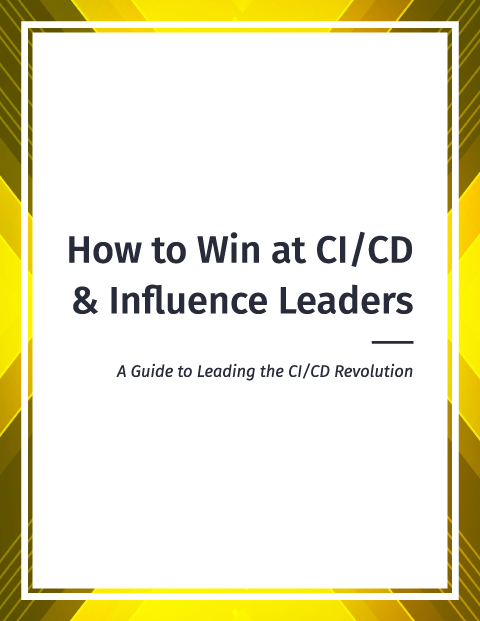 How to Win at CI/CD
& Influence Leaders
A Guide to Leading the CI/CD Revolution